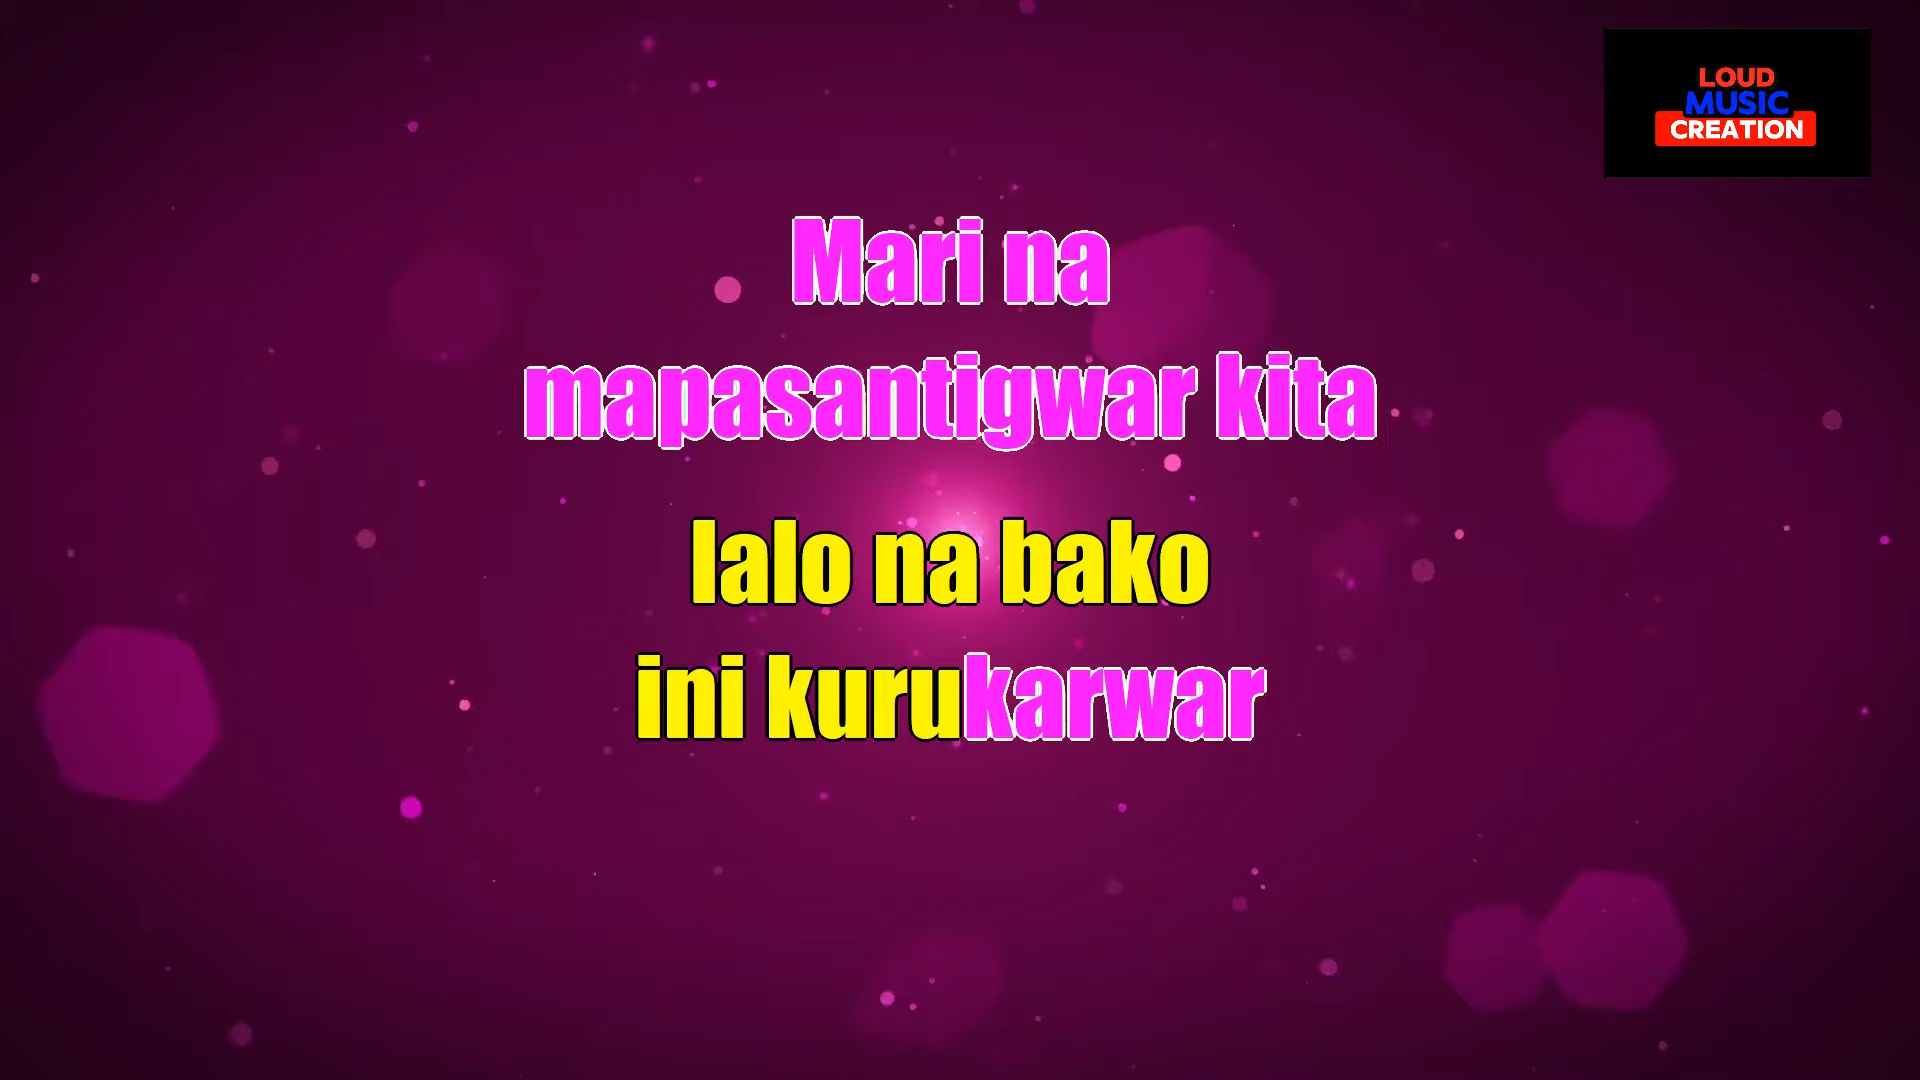 LOUD
MUSIC
CREATION
Mari na
mapasantigwar kita
lalo na bako
ini kurukarwar